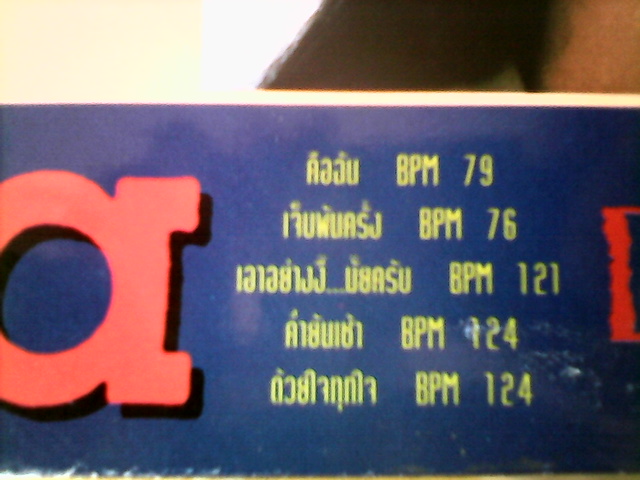 a
คือฉัน BPM 79
เจ็บพันครั้ง BPM 76
เอาอย่างงี้...มั๊ยครับ BPM 121
ค่ำยันเช้า BPM 124
ด้วยใจทุกใจ BPM 124